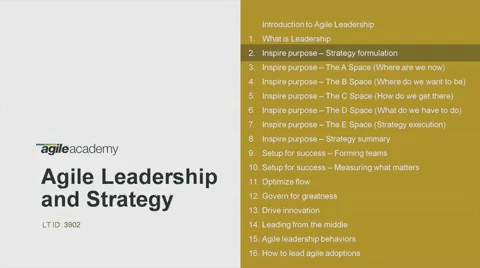 agileacademy
Agile Leadership
and Strategy
LT ID 3902
Introduction to Agile Leadership
1. What is Leadership
2. Inspire purpose – Strategy formulation
3. Inspire purpose – The A Space (Where are we now)
4. Inspire purpose – The B Space (Where do we want to be)
5. Inspire purpose – The C Space (How do we get there)
6. Inspire purpose – The D Space (What do we have to do)
7. Inspire purpose – The E Space (Strategy execution)
8. Inspire purpose – Strategy summary
9. Setup for success – Forming teams
10. Setup for success – Measuring what matters
11. Optimize flow
12. Govern for greatness
13. Drive innovation
14. Leading from the middle
15. Agile leadership behaviors
16. How to lead agile adoptions